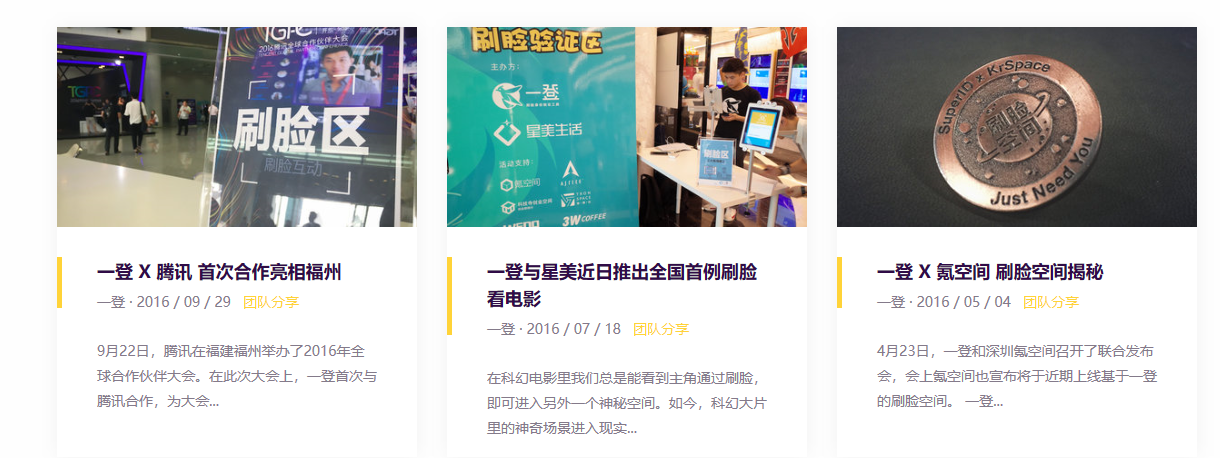 TGPC
2016腾讯全球合作伙伴大会
刷脸区
刷脸互动
刷脸验证区
主办方：
一登
星美生活
活动支持：
氪空间
3W COFFEE
刷脸区
SuperID x KrSpace
刷脸
空间
Just Need You
一登 X 腾讯 首次合作亮相福州
一登 · 2016 / 09 / 29 团队分享
9月22日，腾讯在福建福州举办了2016年全
球合作伙伴大会。在此次大会上，一登首次与
腾讯合作，为大会...
一登与星美近日推出全国首例刷脸
看电影
一登 · 2016 / 07 / 18 团队分享
在科幻电影里我们总是能看到主角通过刷脸，
即可进入另外一个神秘空间。如今，科幻大片
里的神奇场景进入现实...
一登 X 氪空间 刷脸空间揭秘
一登 · 2016 / 05 / 04 团队分享
4月23日，一登和深圳氪空间召开了联合发布
会，会上氪空间也宣布将于近期上线基于一登
的刷脸空间。 一登...